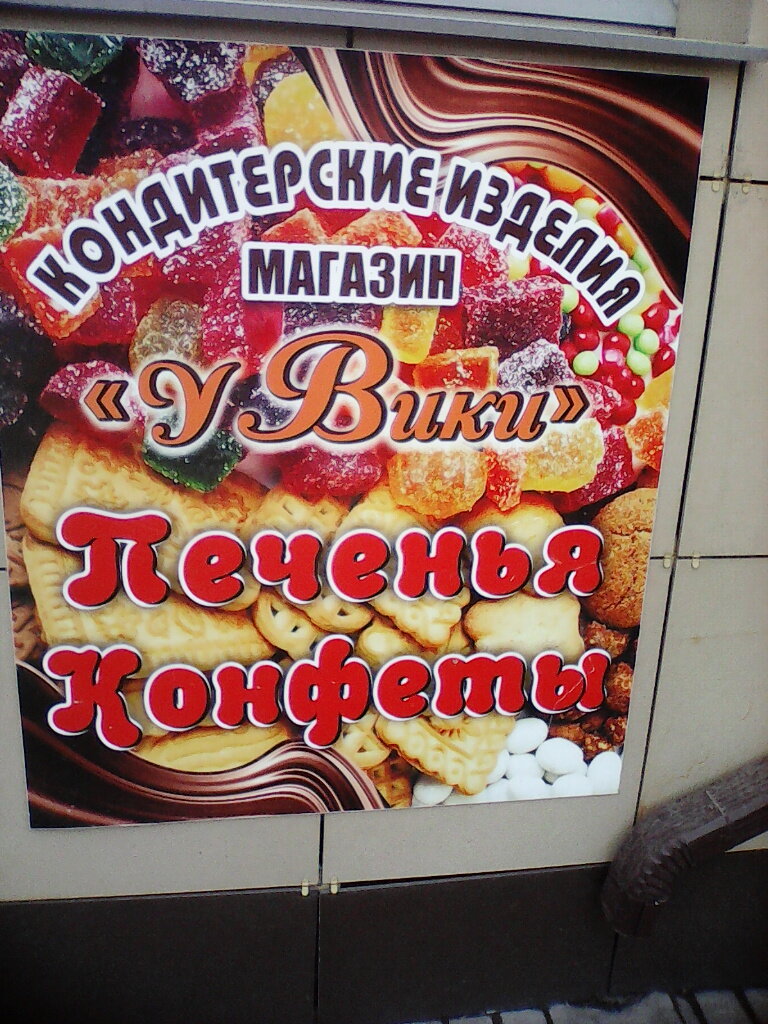 КОНДИТЕРСКИЕ ИЗДЕЛИЯ
МАГАЗИН
«У Вики»
Печенья
Конфеты